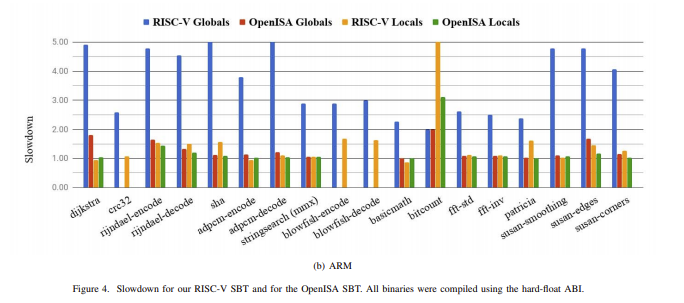 RISC-V Globals OpenISA Globals RISC-V Locals OpenISA Locals
5.00
4.00
3.00
2.00
1.00
0.00
Slowdown
dijkstra
crc32
rijndael-encode
rijndael-decode
sha
adpcm-encode
adpcm-decode
stringsearch (mmx)
blowfish-encode
blowfish-decode
basicmath
bitcount
fft-std
fft-inv
patricia
susan-smoothing
susan-edges
susan-corners
(b) ARM
Figure 4. Slowdown for our RISC-V SBT and for the OpenISA SBT. All binaries were compiled using the hard-float ABI.